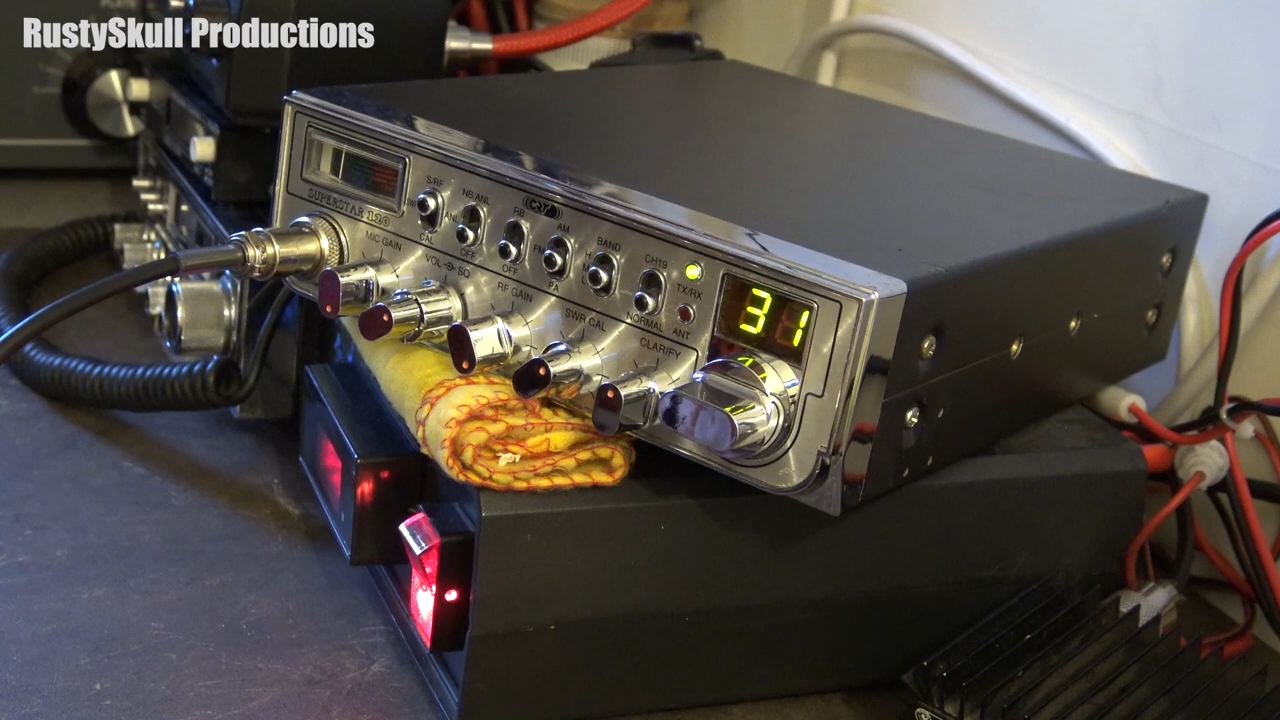 RustySkull Productions
CRT
SUPERSTAR 120
S/RF
CAL
NB/ANL
ANL
OFF
RB
OFF
AM
FM
PA
BAND
H
M
L
CH19
NORMAL
TX/RX
ANT
31
MIC GAIN
VOL SQ
RF GAIN
SWR CAL
CLARIFY